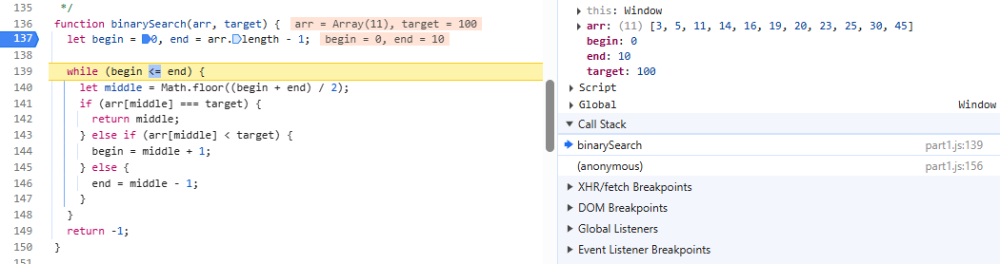 135 */
136 function binarySearch(arr, target) { arr = Array(11), target = 100
137 let begin = 0, end = arr.length - 1; begin = 0, end = 10
138
139 while (begin <= end) {
140 let middle = Math.floor((begin + end) / 2);
141 if (arr[middle] === target) {
142 return middle;
143 } else if (arr[middle] < target) {
144 begin = middle + 1;
145 } else {
146 end = middle - 1;
147 }
148 }
149 return -1;
150 }
151
this: Window
arr: (11) [3, 5, 11, 14, 16, 19, 20, 23, 25, 30, 45]
begin: 0
end: 10
target: 100
Script
Global Window
Call Stack
binarySearch part1.js:139
(anonymous) part1.js:156
XHR/fetch Breakpoints
DOM Breakpoints
Global Listeners
Event Listener Breakpoints